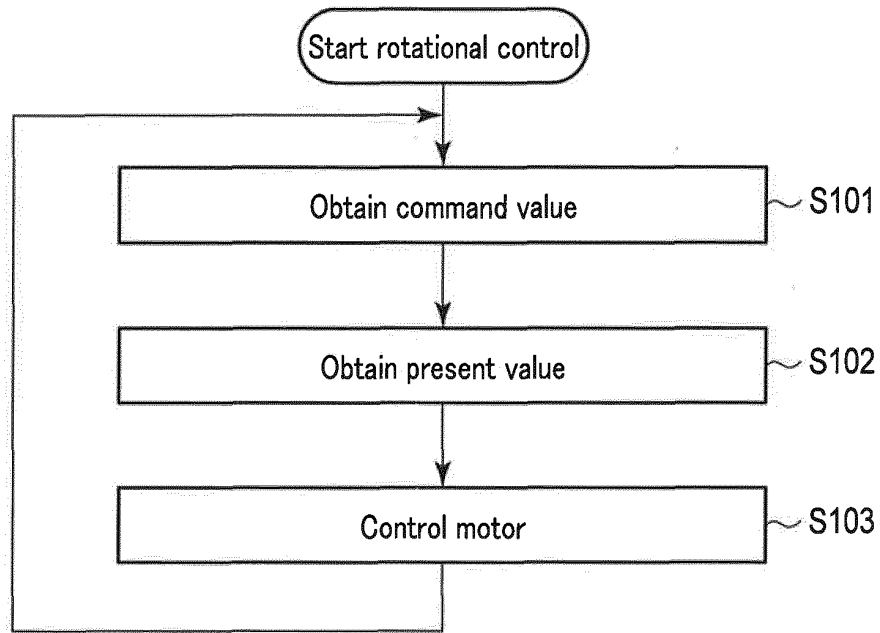 Start rotational control
Obtain command value
S101
Obtain present value
S102
Control motor
S103